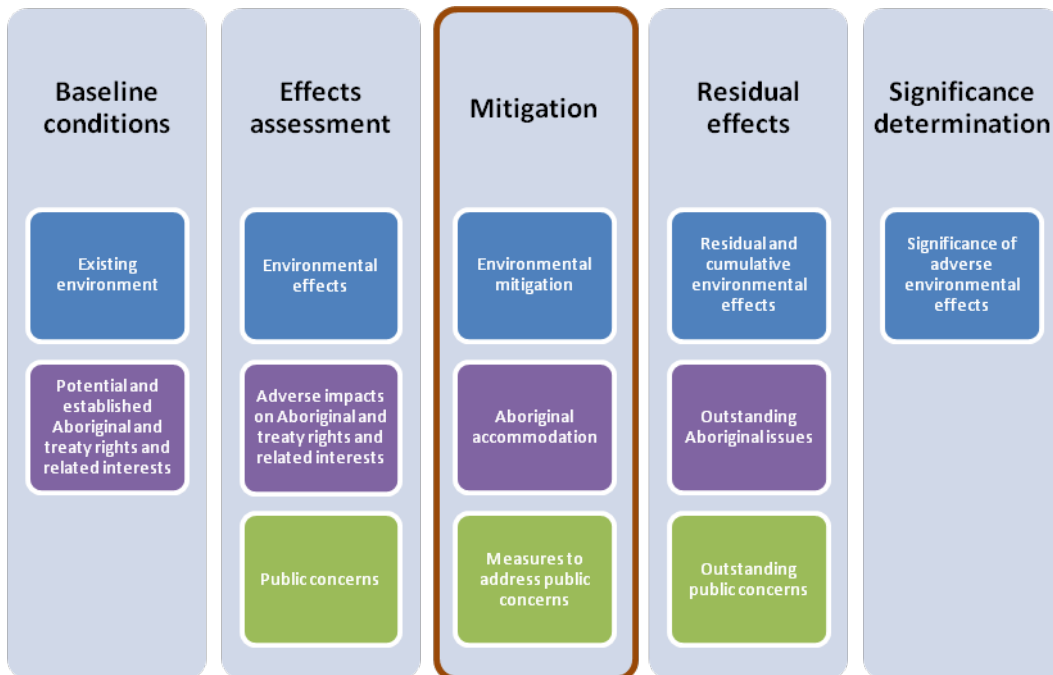 Baseline
conditions
Existing
environment
Potential and
established
Aboriginal and
treaty rights and
related interests
Effects
assessment
Environmental
effects
Adverse impacts
on Aboriginal and
treaty rights and
related interests
Public concerns
Mitigation
Environmental
mitigation
Aboriginal
accommodation
Measures to
address public
concerns
Residual
effects
Residual and
cumulative
environmental
effects
Outstanding
Aboriginal issues
Outstanding
public concerns
Significance
determination
Significance of
adverse
environmental
effects